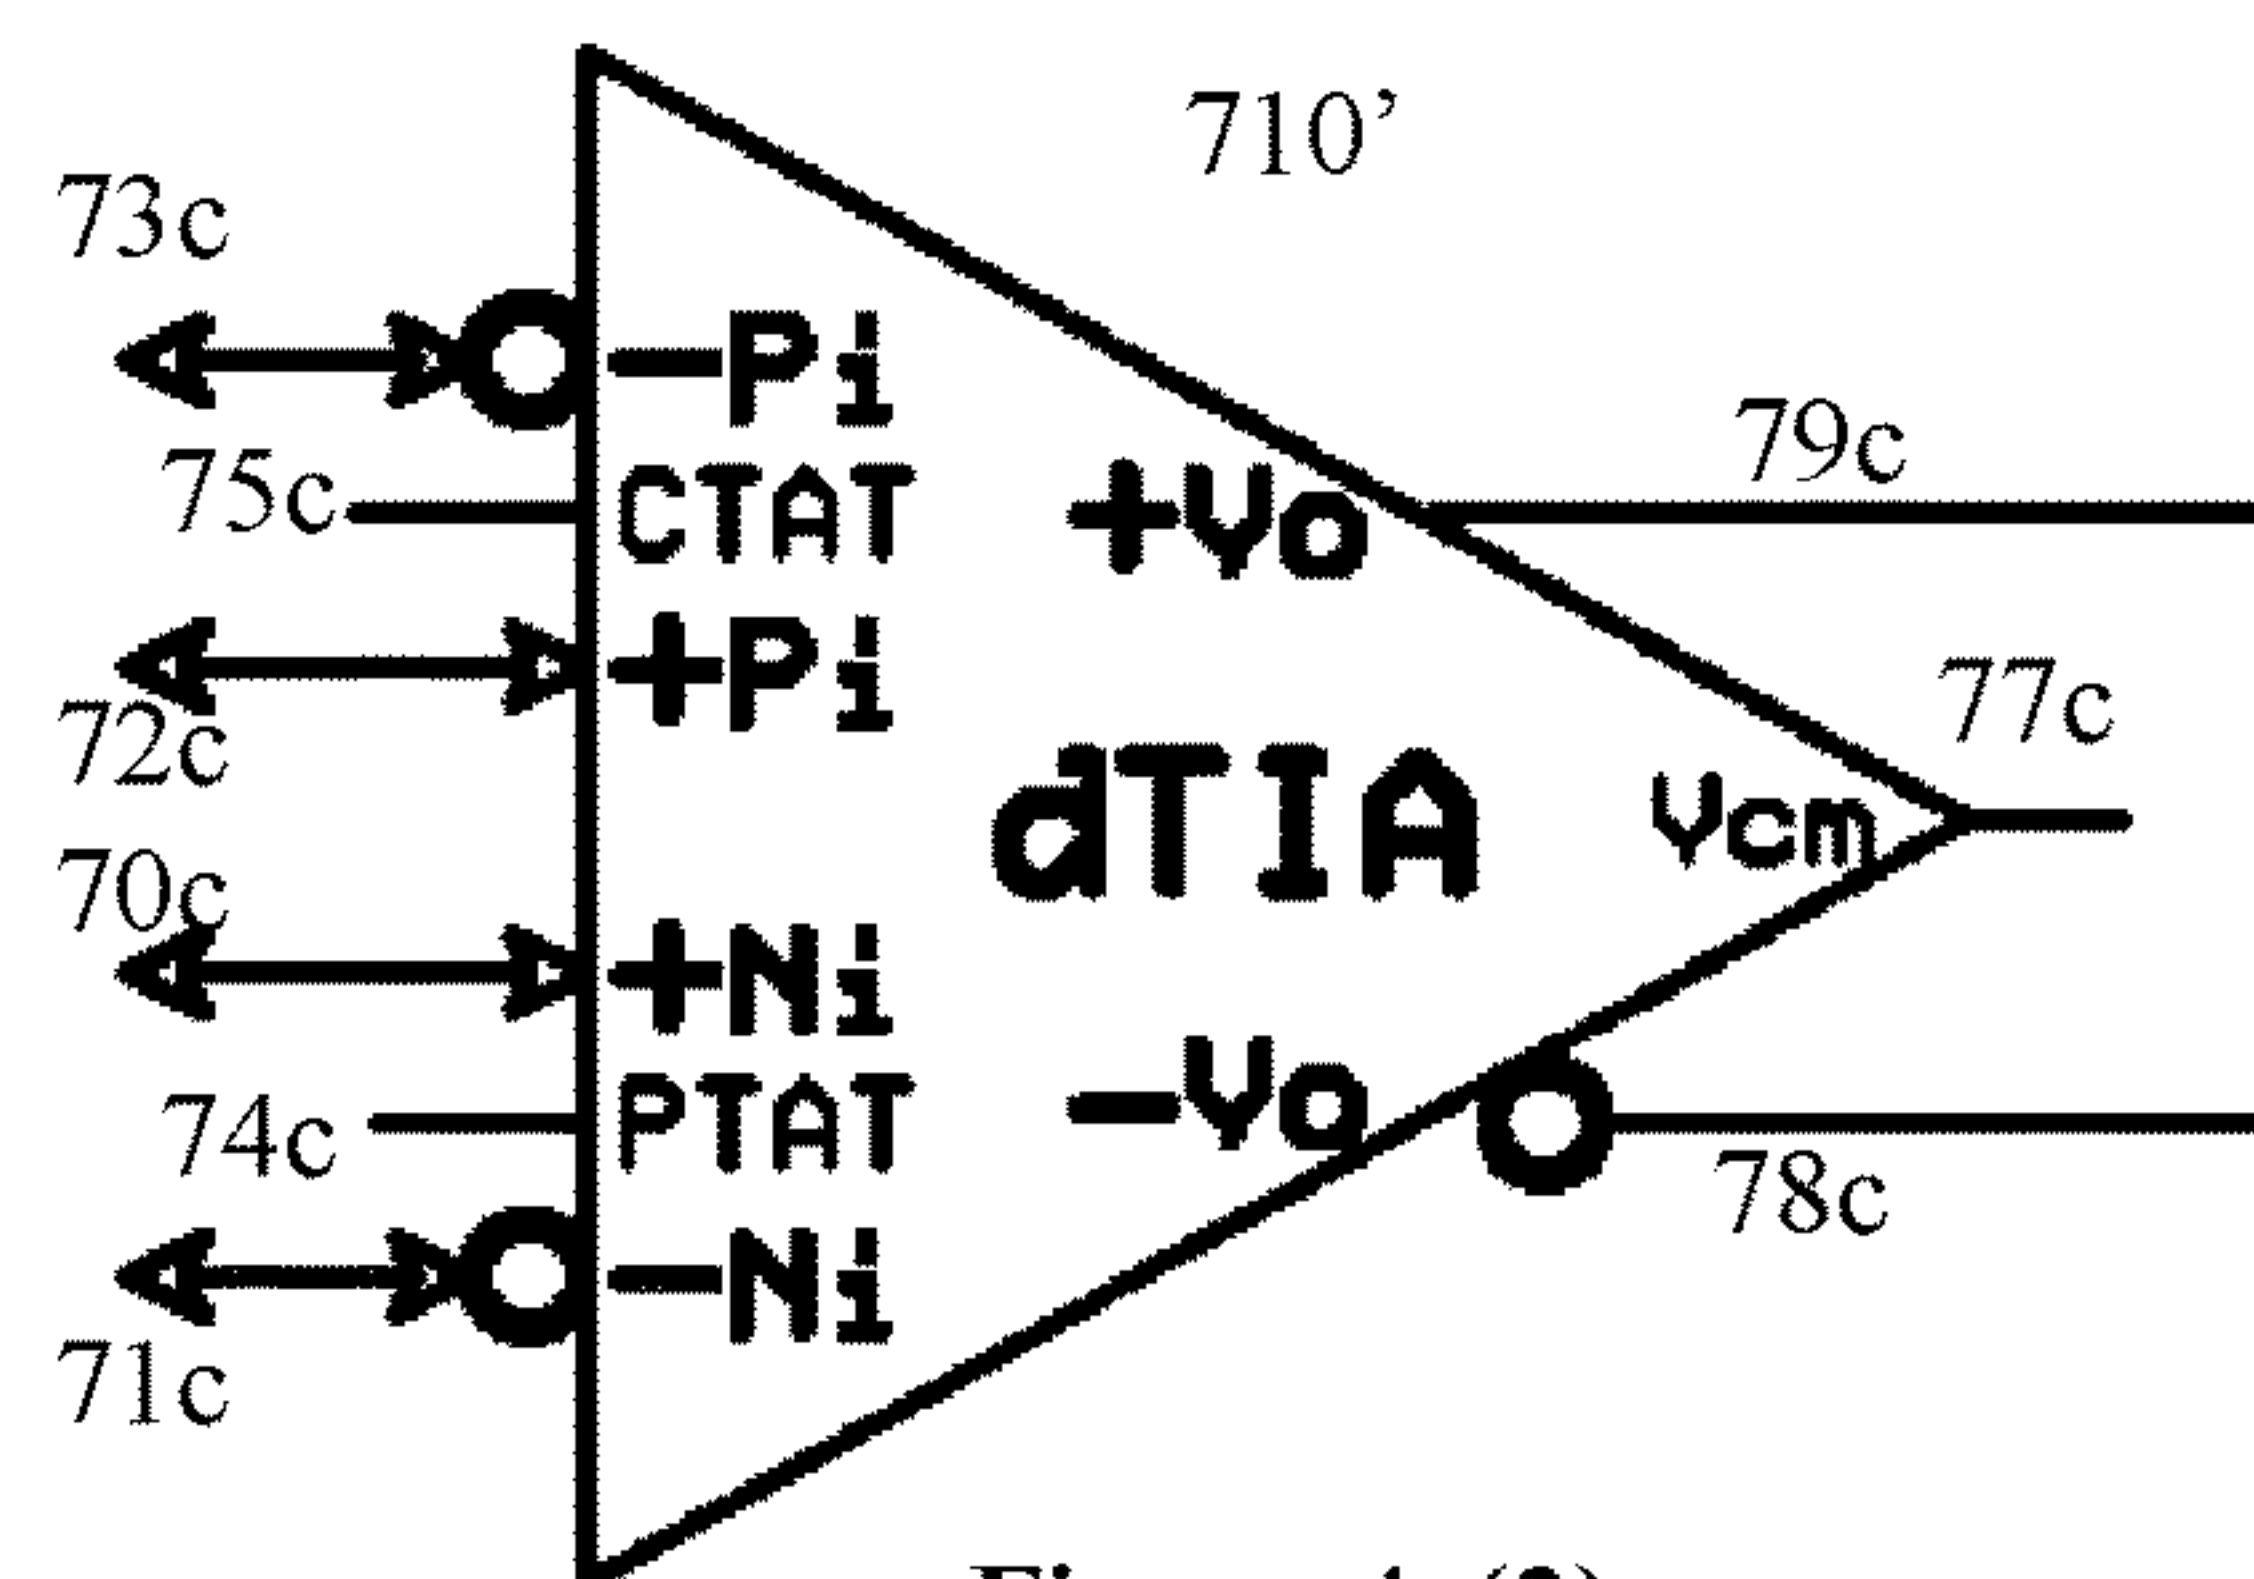 710’
73c
−Pi
75c
CTAT
+Vo
79c
+Pi
72c
77c
dTIA
Vcm
70c
+Ni
74c
PTAT
−Vo
78c
−Ni
71c